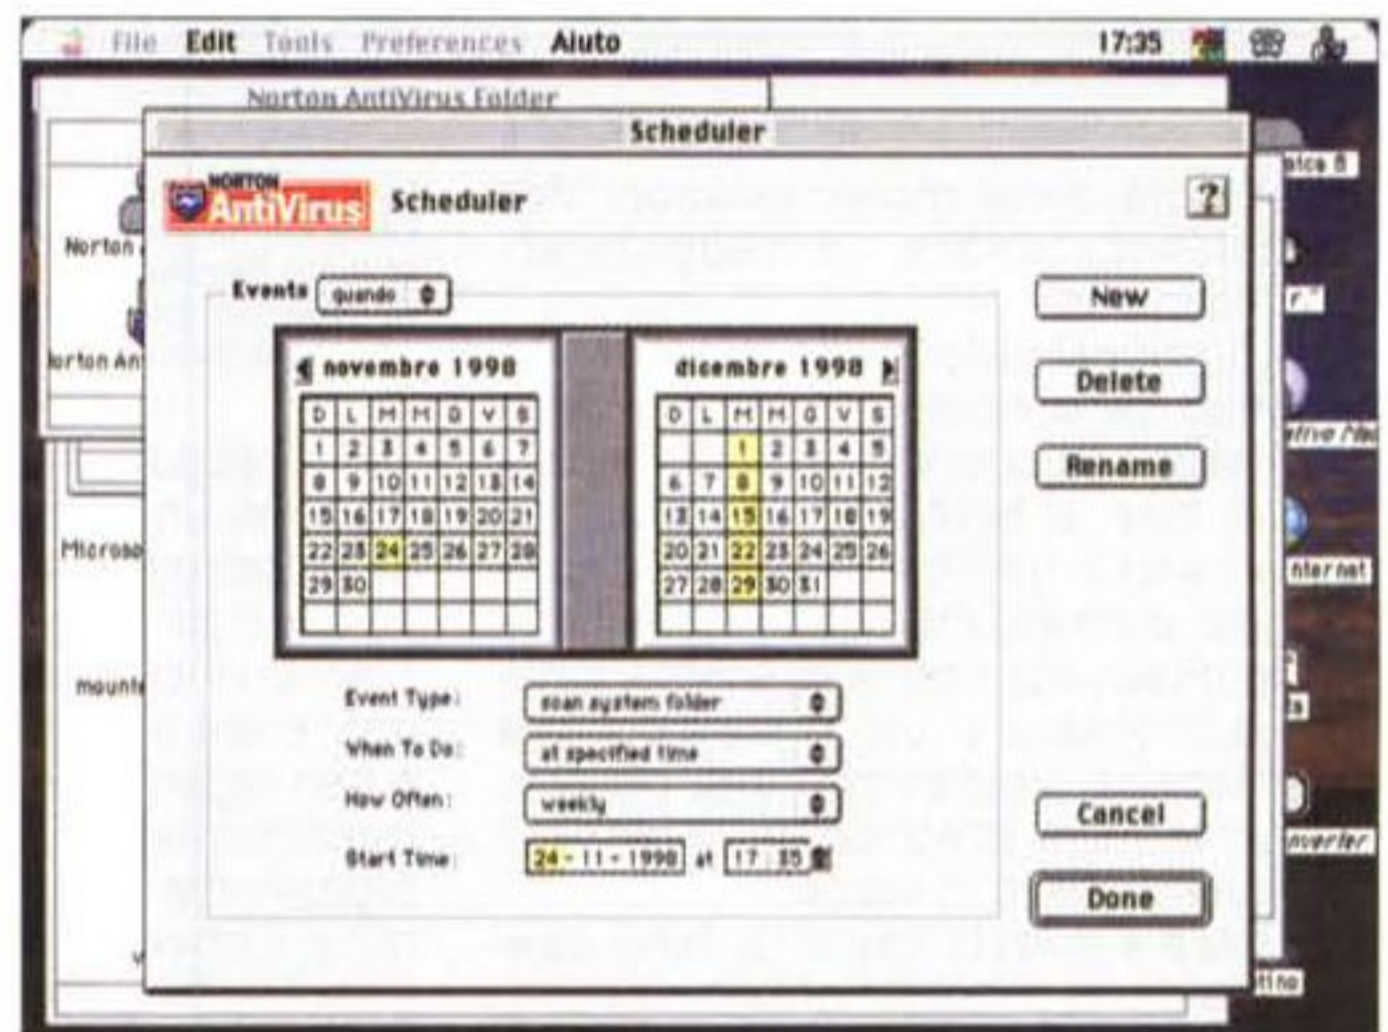 File Edit Tools Preferences Aiuto 17:35
Norton AntiVirus Folder
Scheduler
NORTON
AntiVirus
Scheduler
?
Norton
Events quando
New
Delete
Rename
novembre 1998
D L M M G V S
1 2 3 4 5 6 7
8 9 10 11 12 13 14
15 16 17 18 19 20 21
22 23 24 25 26 27 28
29 30
dicembre 1998
D L M M G V S
1 2 3 4 5
6 7 8 9 10 11 12
13 14 15 16 17 18 19
20 21 22 23 24 25 26
27 28 29 30 31
Event Type: scan system folder
When To Do: at specified time
How Often: weekly
Start Time: 24-11-1998 at 17:35
Cancel
Done
orton An
Microso
mounte
nternet
nverter
tino